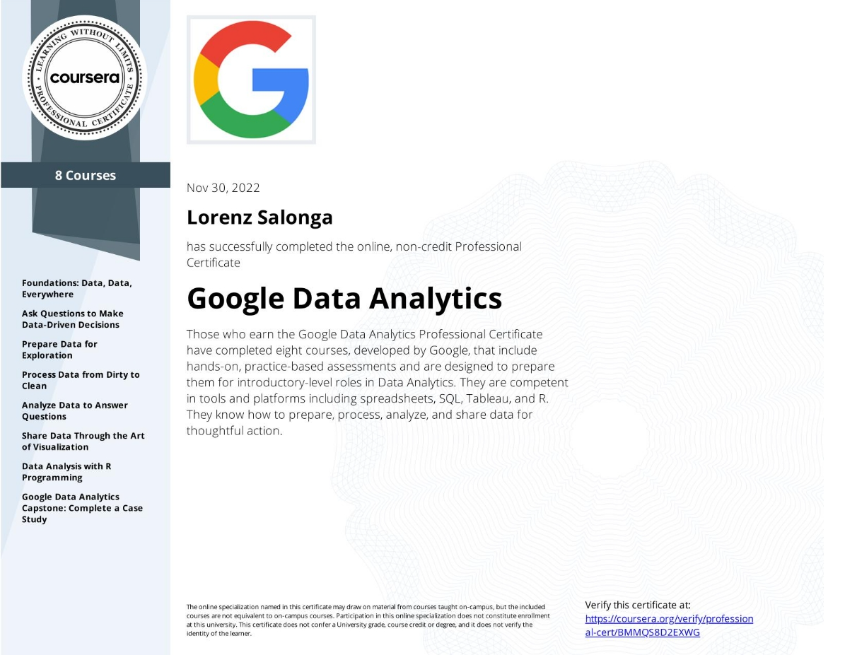 LEARNING WITHOUT LIMITS
coursera
PROFESSIONAL CERTIFICATE
8 Courses
Foundations: Data, Data,
Everywhere
Ask Questions to Make
Data-Driven Decisions
Prepare Data for
Exploration
Process Data from Dirty to
Clean
Analyze Data to Answer
Questions
Share Data Through the Art
of Visualization
Data Analysis with R
Programming
Google Data Analytics
Capstone: Complete a Case
Study
Nov 30, 2022
Lorenz Salonga
has successfully completed the online, non-credit Professional
Certificate
Google Data Analytics
Those who earn the Google Data Analytics Professional Certificate
have completed eight courses, developed by Google, that include
hands-on, practice-based assessments and are designed to prepare
them for introductory-level roles in Data Analytics. They are competent
in tools and platforms including spreadsheets, SQL, Tableau, and R.
They know how to prepare, process, analyze, and share data for
thoughtful action.
The online specialization named in this certificate may draw on material from courses taught on-campus, but the included
courses are not equivalent to on-campus courses. Participation in this online specialization does not constitute enrollment
at this university. This certificate does not confer a University grade, course credit or degree, and it does not verify the
identity of the learner.
Verify this certificate at:
https://coursera.org/verify/profession
al-cert/BMMQS8D2EXWG